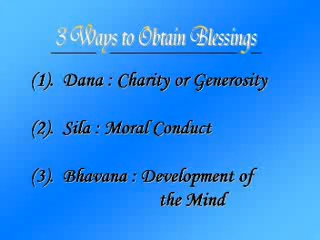 3 Ways to Obtain Blessings
(1). Dana : Charity or Generosity
(2). Sila : Moral Conduct
(3). Bhavana : Development of
the Mind